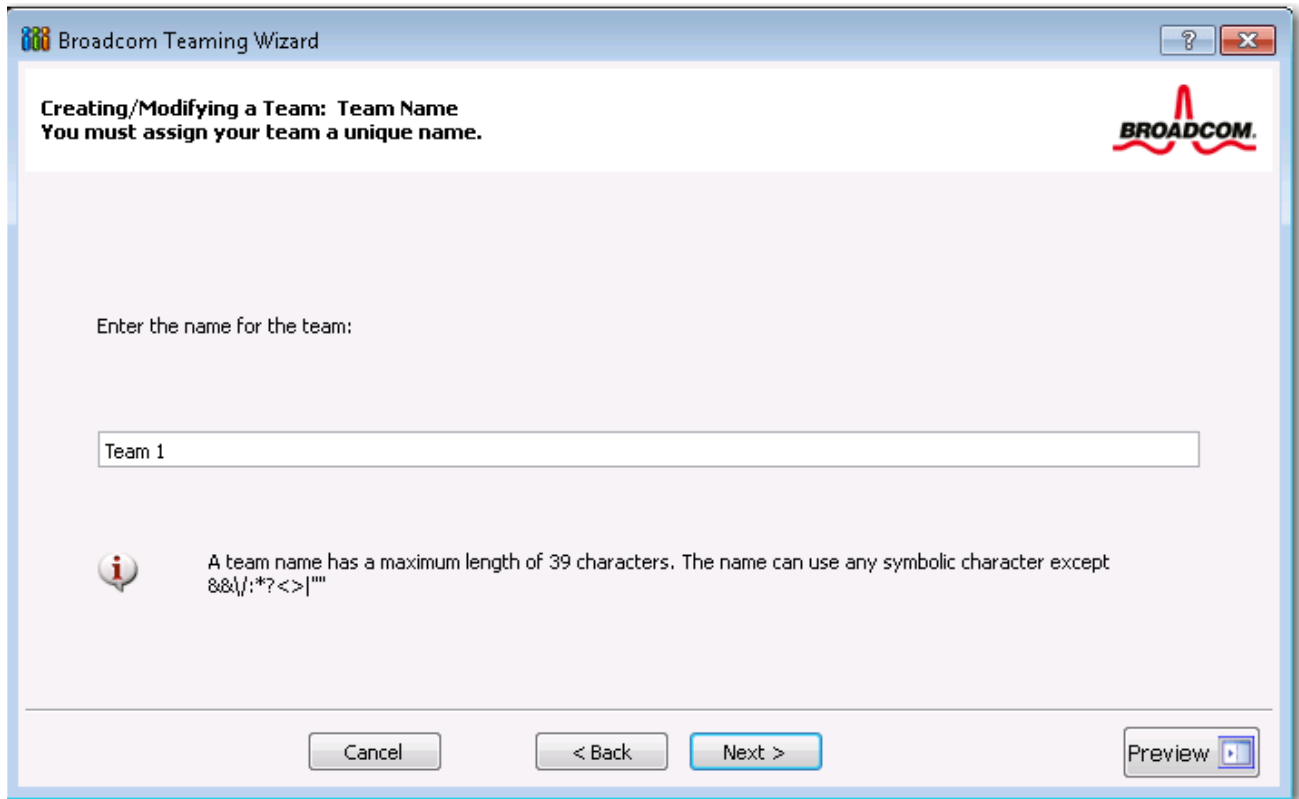 Broadcom Teaming Wizard
Creating/Modifying a Team: Team Name
You must assign your team a unique name.
BROADCOM.
Enter the name for the team:
Team 1
A team name has a maximum length of 39 characters. The name can use any symbolic character except
&&\/:*?<>|""
Cancel
< Back
Next >
Preview